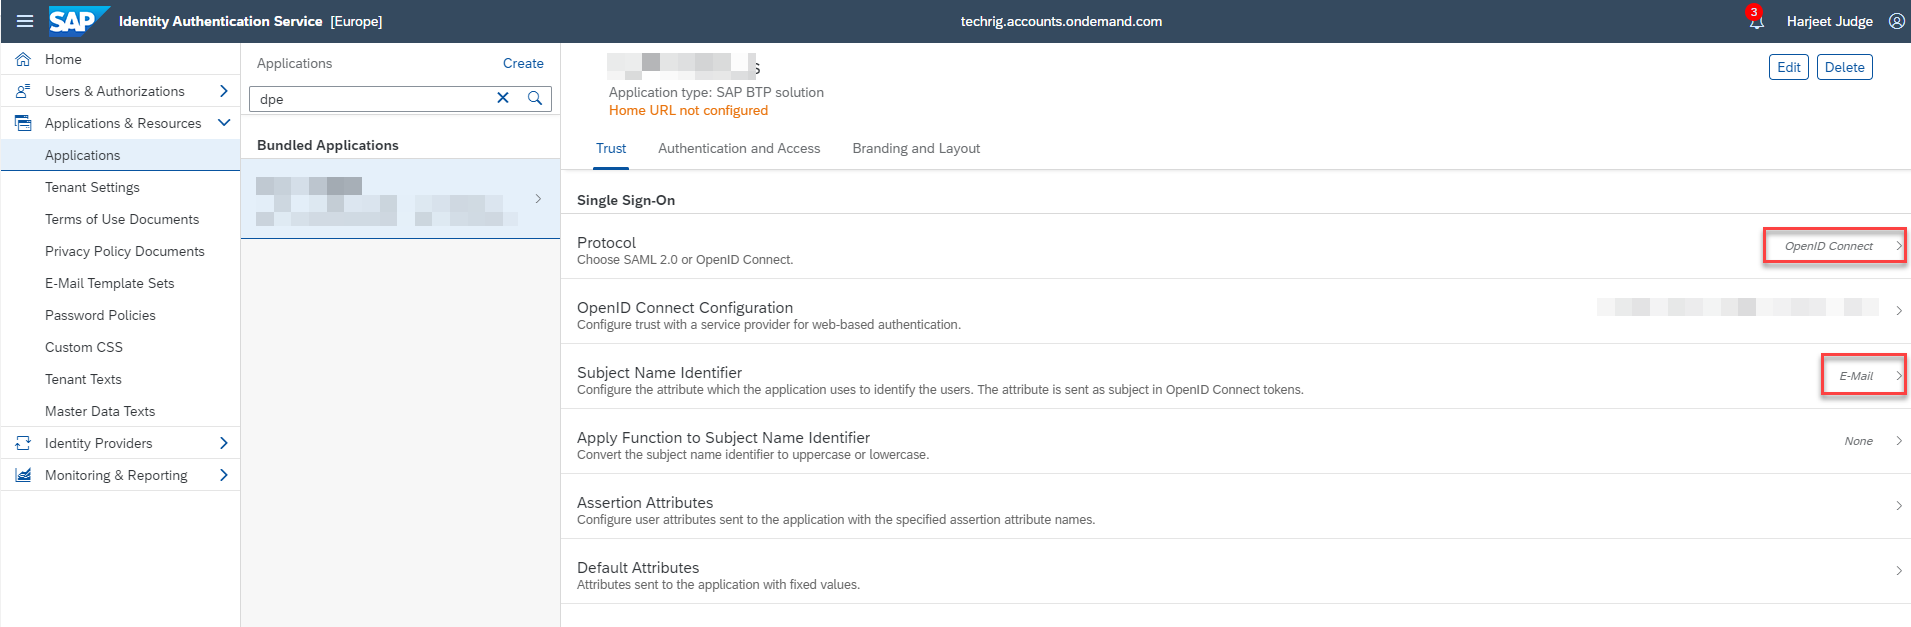 SAP Identity Authentication Service [Europe]
techrig.accounts.ondemand.com
3
Harjeet Judge
Home
Users & Authorizations
Applications & Resources
Applications
Tenant Settings
Terms of Use Documents
Privacy Policy Documents
E-Mail Template Sets
Password Policies
Custom CSS
Tenant Texts
Master Data Texts
Identity Providers
Monitoring & Reporting
Applications Create
dpe
Bundled Applications
Edit Delete
Application type: SAP BTP solution
Home URL not configured
Trust Authentication and Access Branding and Layout
Single Sign-On
Protocol
Choose SAML 2.0 or OpenID Connect.
OpenID Connect
OpenID Connect Configuration
Configure trust with a service provider for web-based authentication.
Subject Name Identifier
Configure the attribute which the application uses to identify the users. The attribute is sent as subject in OpenID Connect tokens.
E-Mail
Apply Function to Subject Name Identifier
Convert the subject name identifier to uppercase or lowercase.
None
Assertion Attributes
Configure user attributes sent to the application with the specified assertion attribute names.
Default Attributes
Attributes sent to the application with fixed values.